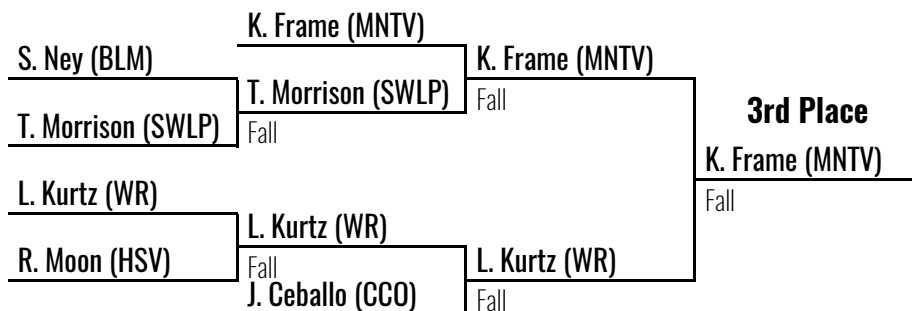 K. Frame (MNTV)
S. Ney (BLM)
K. Frame (MNTV)
T. Morrison (SWLP)
Fall
3rd Place
T. Morrison (SWLP)
Fall
K. Frame (MNTV)
L. Kurtz (WR)
Fall
L. Kurtz (WR)
R. Moon (HSV)
Fall
L. Kurtz (WR)
J. Ceballo (CCO)
Fall